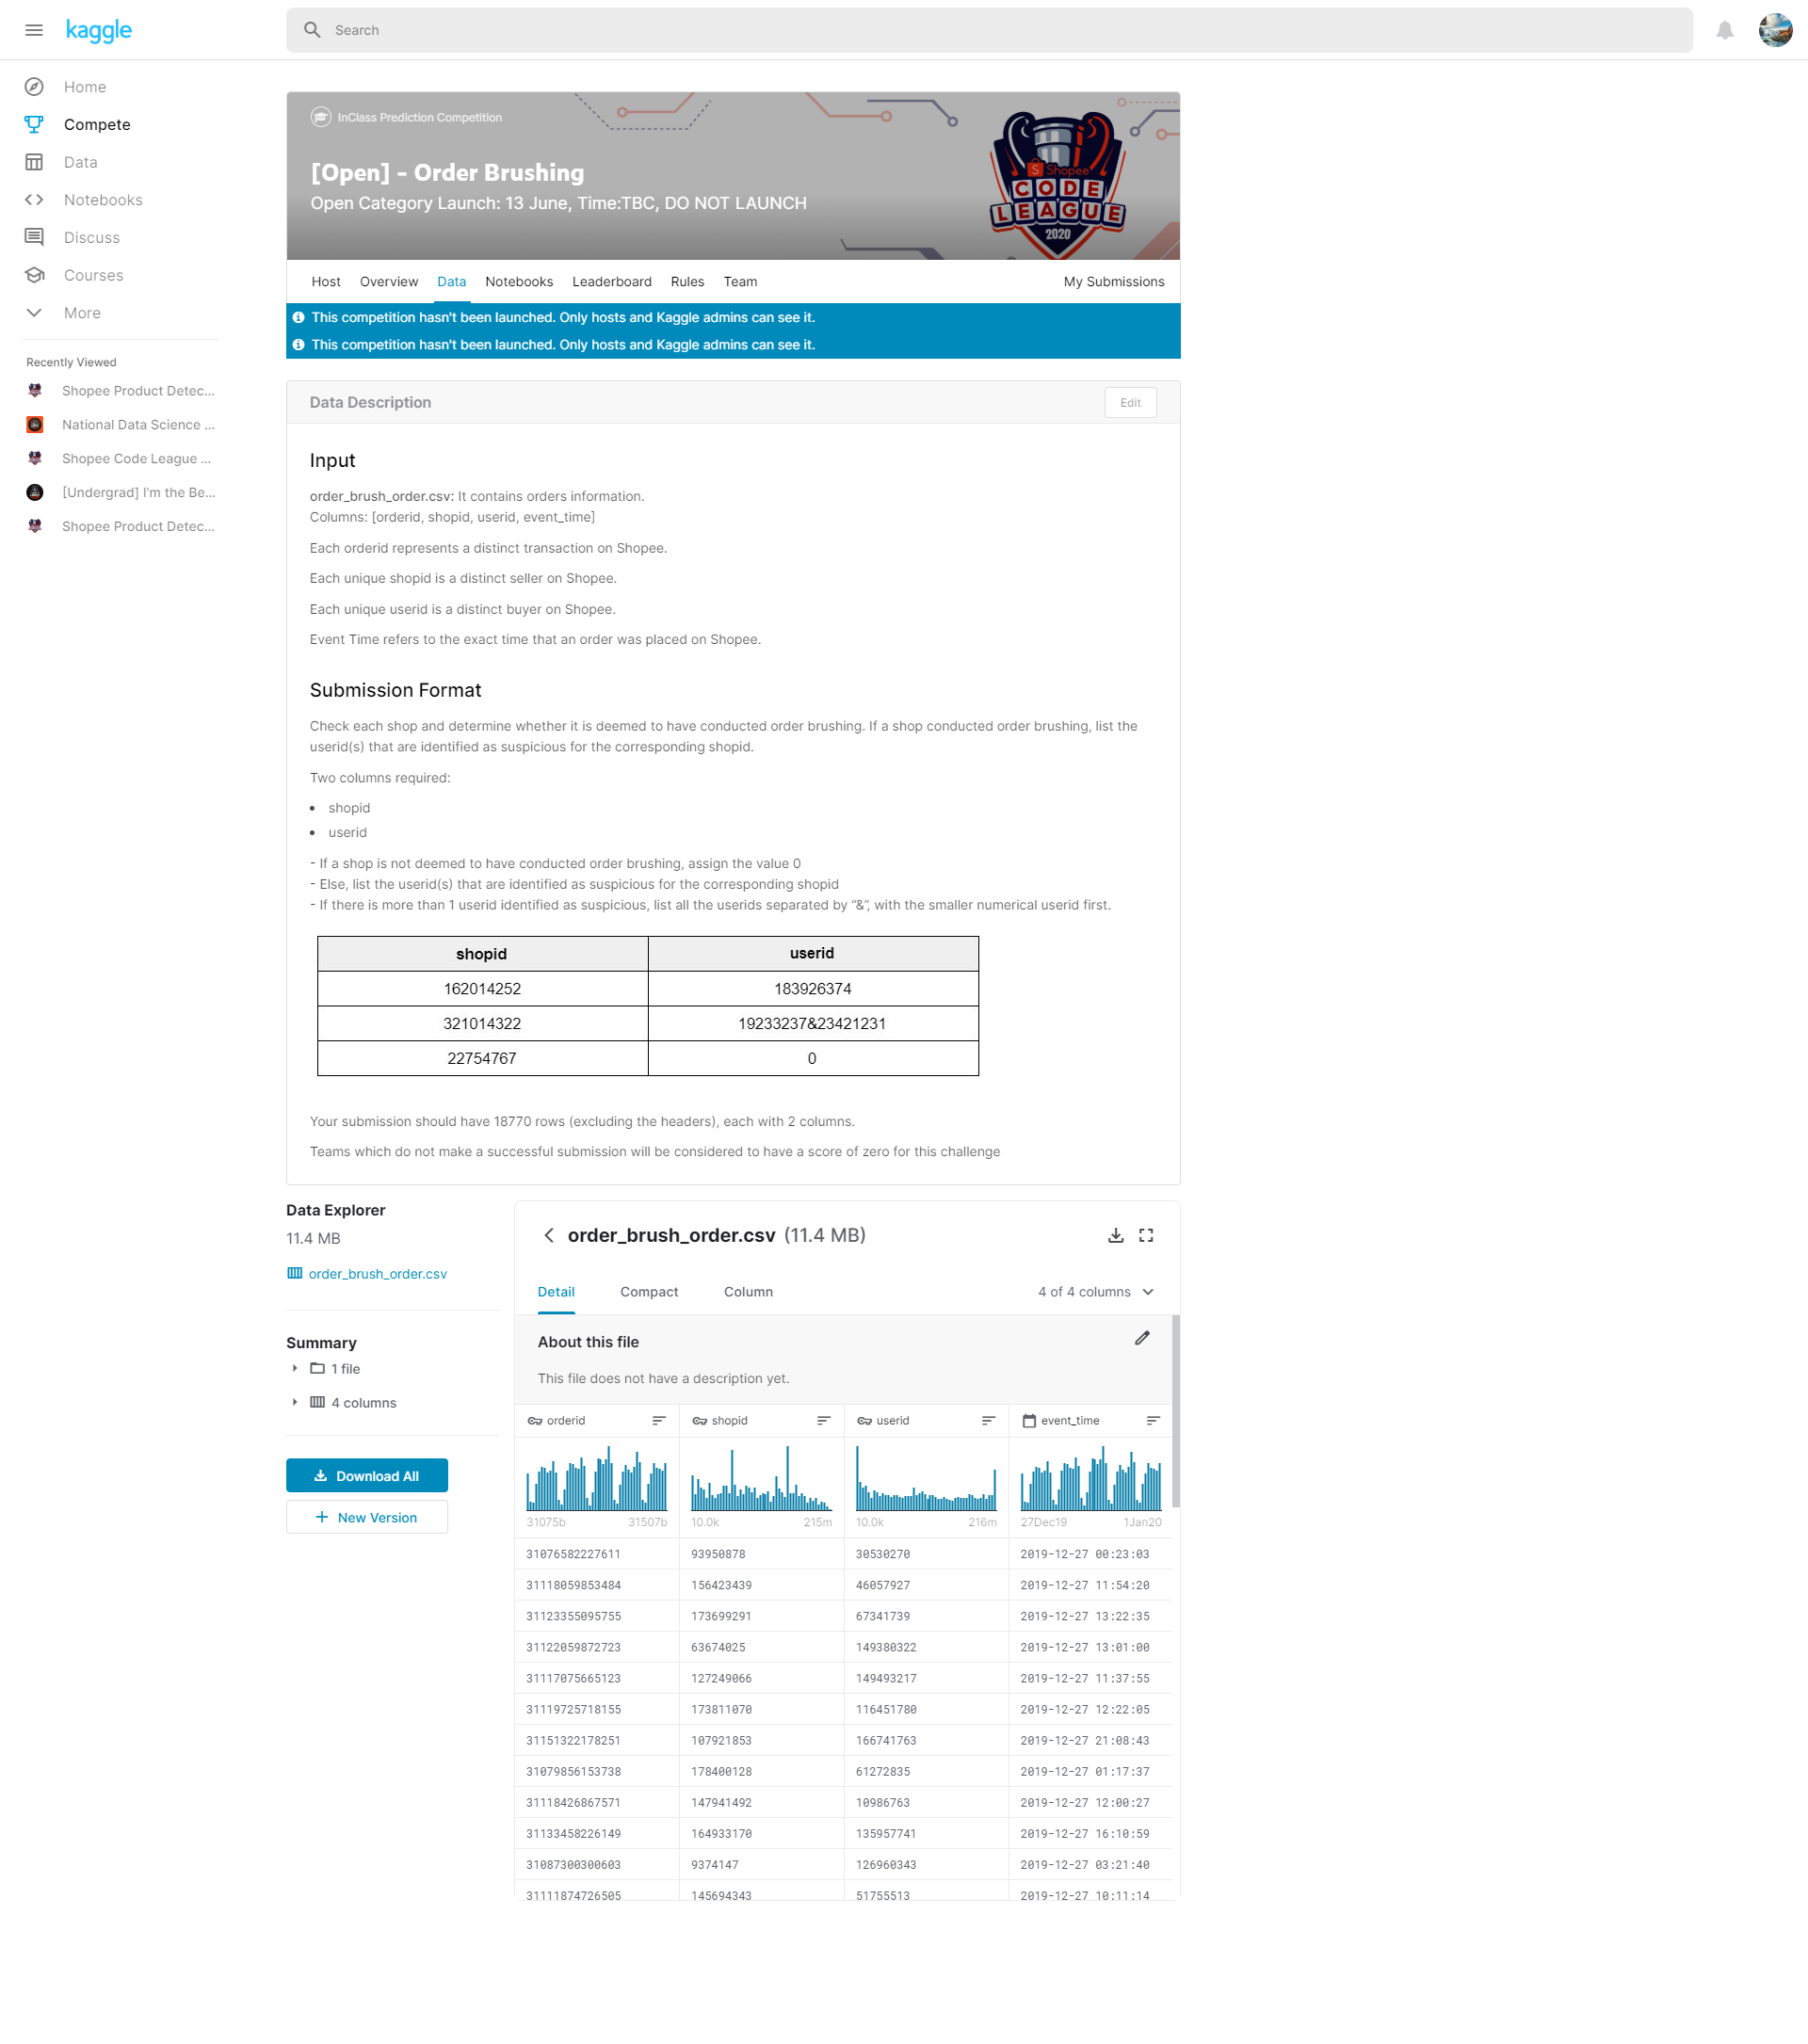 kaggle
Search
Home
Compete
Data
Notebooks
Discuss
Courses
More
Recently Viewed
Shopee Product Detec...
National Data Science ...
Shopee Code League ...
[Undergrad] I'm the Be...
Shopee Product Detec...
InClass Prediction Competition
[Open] - Order Brushing
Open Category Launch: 13 June, Time:TBC, DO NOT LAUNCH
Shopee
CODE
LEAGUE
2020
Host Overview Data Notebooks Leaderboard Rules Team My Submissions
This competition hasn't been launched. Only hosts and Kaggle admins can see it.
This competition hasn't been launched. Only hosts and Kaggle admins can see it.
Data Description Edit
Input
order_brush_order.csv: It contains orders information.
Columns: [orderid, shopid, userid, event_time]
Each orderid represents a distinct transaction on Shopee.
Each unique shopid is a distinct seller on Shopee.
Each unique userid is a distinct buyer on Shopee.
Event Time refers to the exact time that an order was placed on Shopee.
Submission Format
Check each shop and determine whether it is deemed to have conducted order brushing. If a shop conducted order brushing, list the
userid(s) that are identified as suspicious for the corresponding shopid.
Two columns required:
• shopid
• userid
- If a shop is not deemed to have conducted order brushing, assign the value 0
- Else, list the userid(s) that are identified as suspicious for the corresponding shopid
- If there is more than 1 userid identified as suspicious, list all the userids separated by “&”, with the smaller numerical userid first.
shopid userid
162014252 183926374
321014322 19233237&23421231
22754767 0
Your submission should have 18770 rows (excluding the headers), each with 2 columns.
Teams which do not make a successful submission will be considered to have a score of zero for this challenge
Data Explorer
11.4 MB
order_brush_order.csv
Summary
1 file
4 columns
Download All
New Version
order_brush_order.csv (11.4 MB)
Detail Compact Column 4 of 4 columns
About this file
This file does not have a description yet.
orderid shopid userid event_time
31075b 31507b 10.0k 215m 10.0k 216m 27Dec19 1Jan20
31076582227611 93950878 30530270 2019-12-27 00:23:03
31118059853484 156423439 46057927 2019-12-27 11:54:20
31123355095755 173699291 67341739 2019-12-27 13:22:35
31122059872723 63674025 149380322 2019-12-27 13:01:00
31117075665123 127249066 149493217 2019-12-27 11:37:55
31119725718155 173811070 116451780 2019-12-27 12:22:05
31151322178251 107921853 166741763 2019-12-27 21:08:43
31079856153738 178400128 61272835 2019-12-27 01:17:37
31118426867571 147941492 10986763 2019-12-27 12:00:27
31133458226149 164933170 135957741 2019-12-27 16:10:59
31087300300603 9374147 126960343 2019-12-27 03:21:40
31111874726505 145694343 51755513 2019-12-27 10:11:14